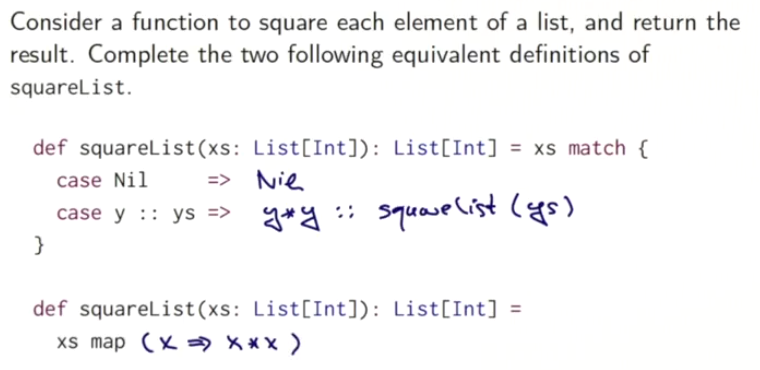 Consider a function to square each element of a list, and return the
result. Complete the two following equivalent definitions of
squareList.
def squareList(xs: List[Int]): List[Int] = xs match {
case Nil => Nil
case y :: ys => y*y :: squareList (ys)
}
def squareList(xs: List[Int]): List[Int] =
xs map (x => x*x)